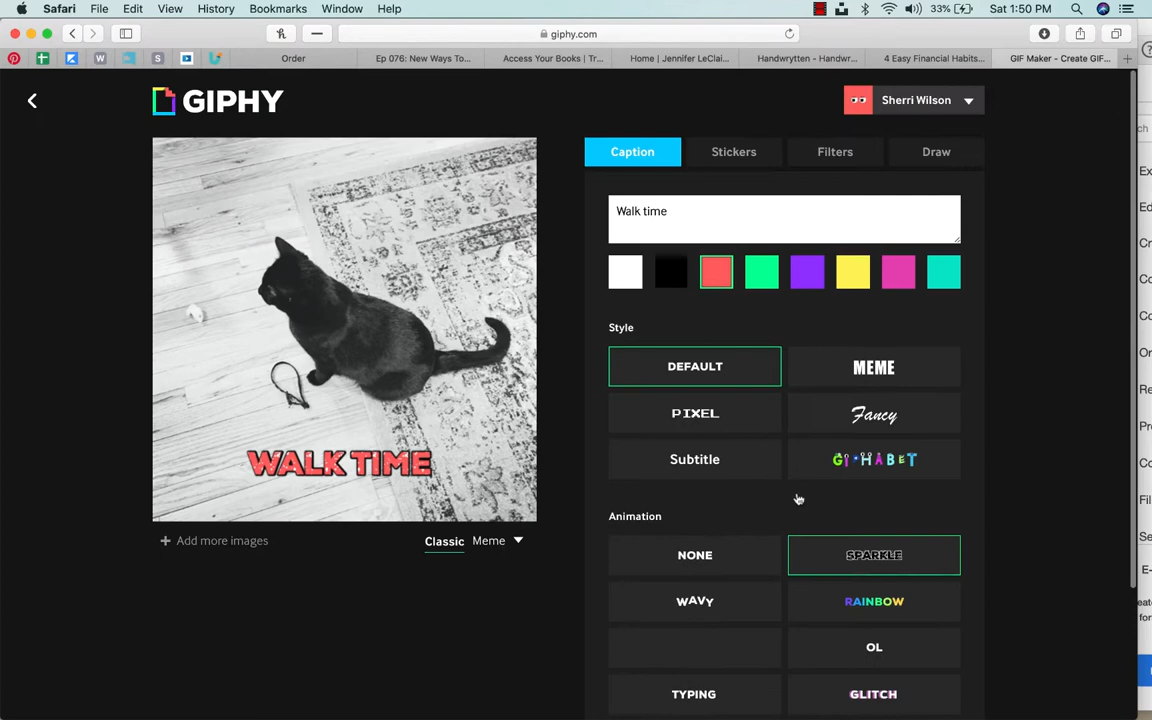 Safari File Edit View History Bookmarks Window Help 33% Sat 1:50 PM
giphy.com
Order Ep 076: New Ways To... Access Your Books | Tr... Home | Jennifer LeClai... Handwrytten - Handwr... 4 Easy Financial Habits... GIF Maker - Create GIF...
GIPHY Sherri Wilson
Caption Stickers Filters Draw
Walk time
Style
DEFAULT MEME
PIXEL Fancy
Subtitle GIPHABET
WALK TIME
Animation
Add more images Classic Meme
NONE SPARKLE
WAVY RAINBOW
OL
TYPING GLITCH